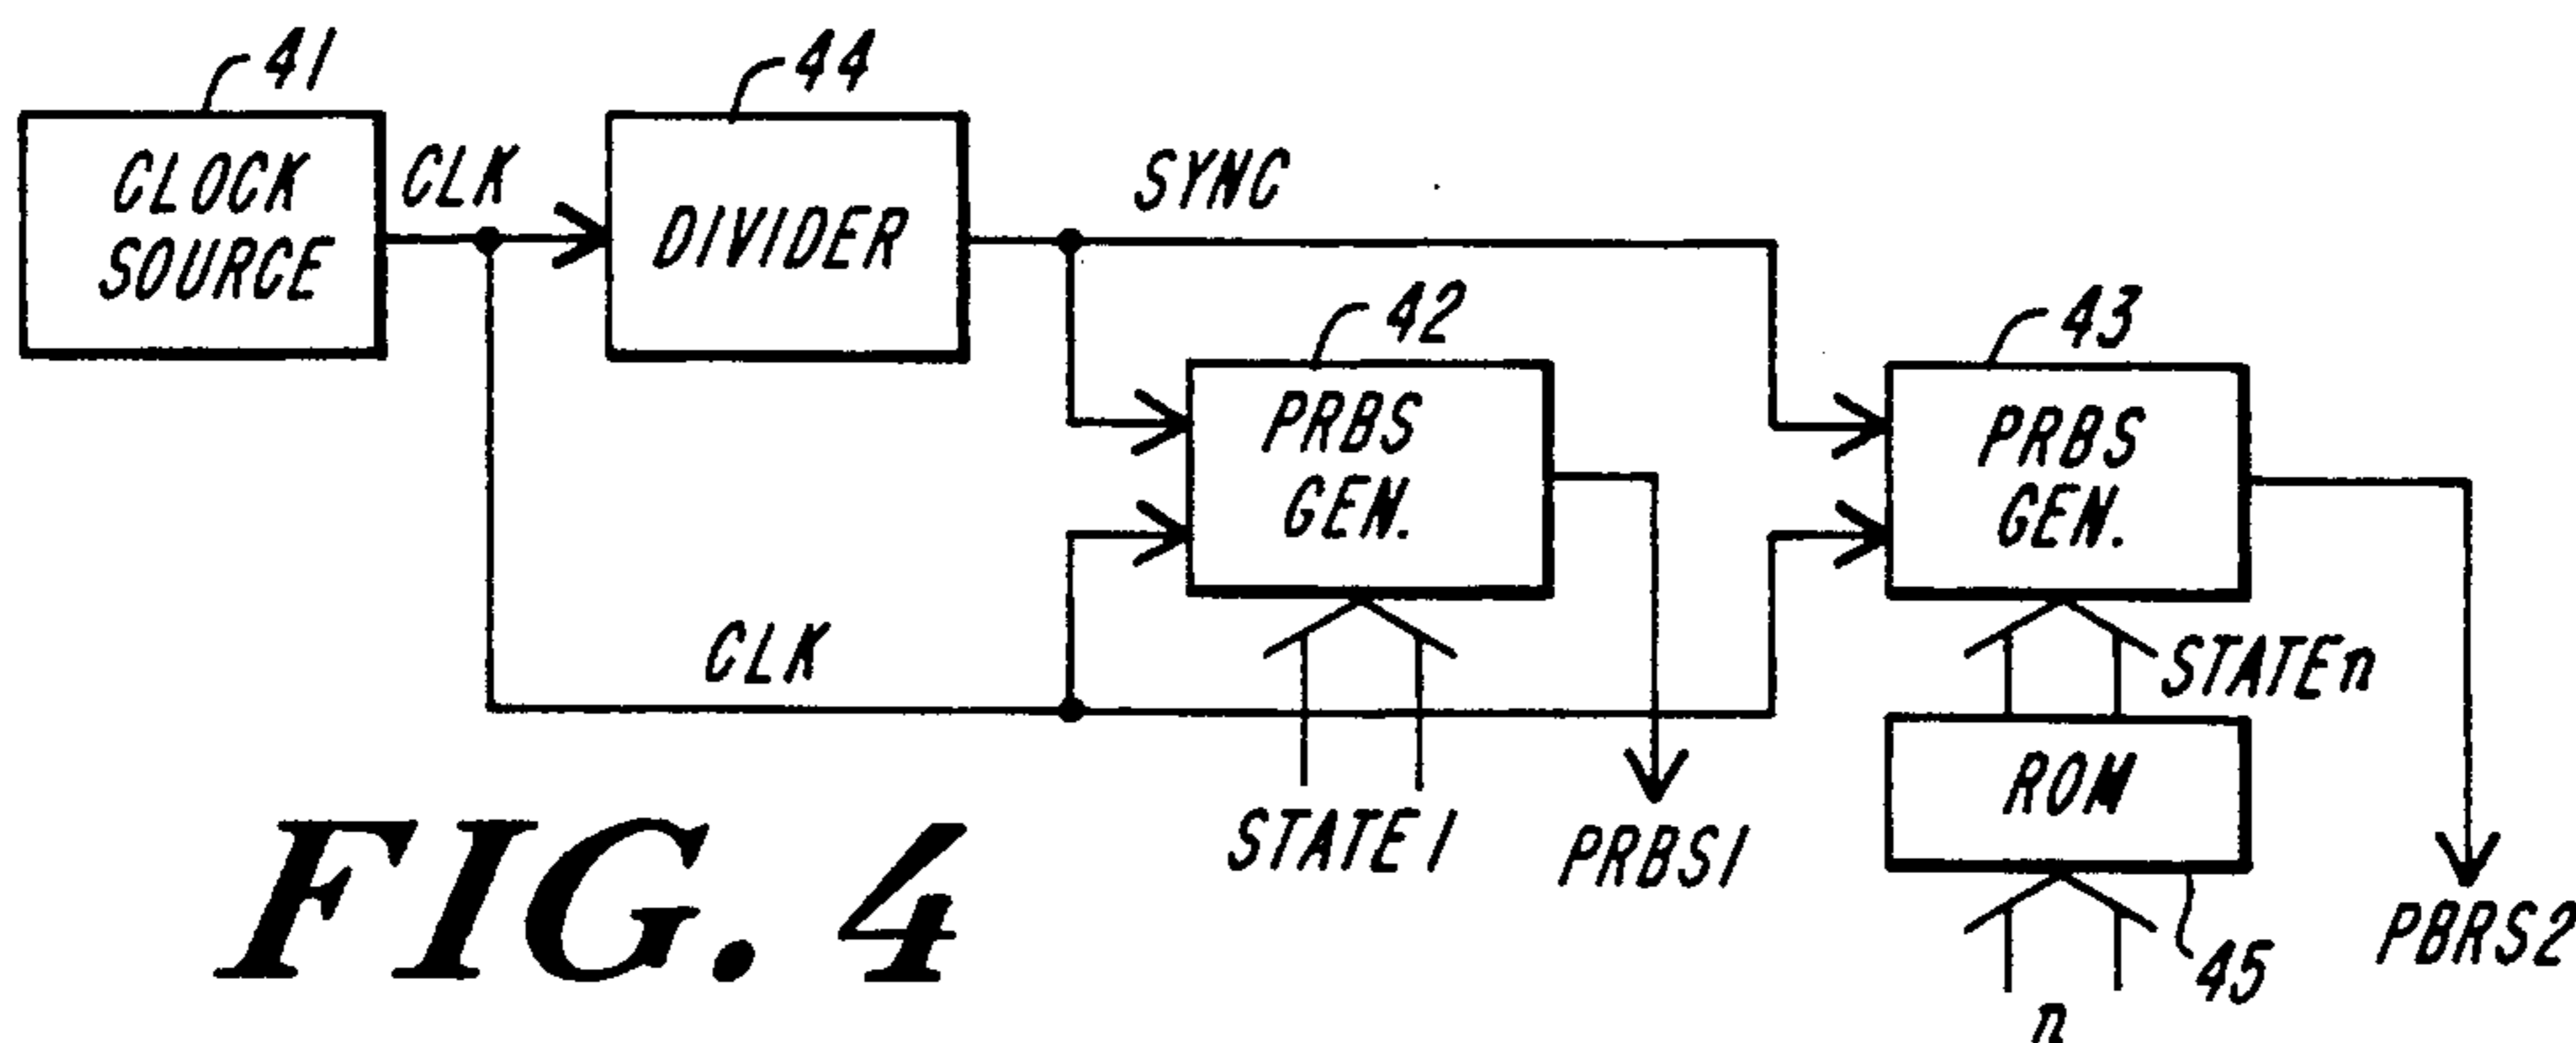 41
44
CLOCK
SOURCE
CLK
DIVIDER
SYNC
42
43
PRBS
GEN.
PRBS
GEN.
CLK
STATEn
ROM
STATE1
PRBS1
PBRS2
45
n
FIG. 4